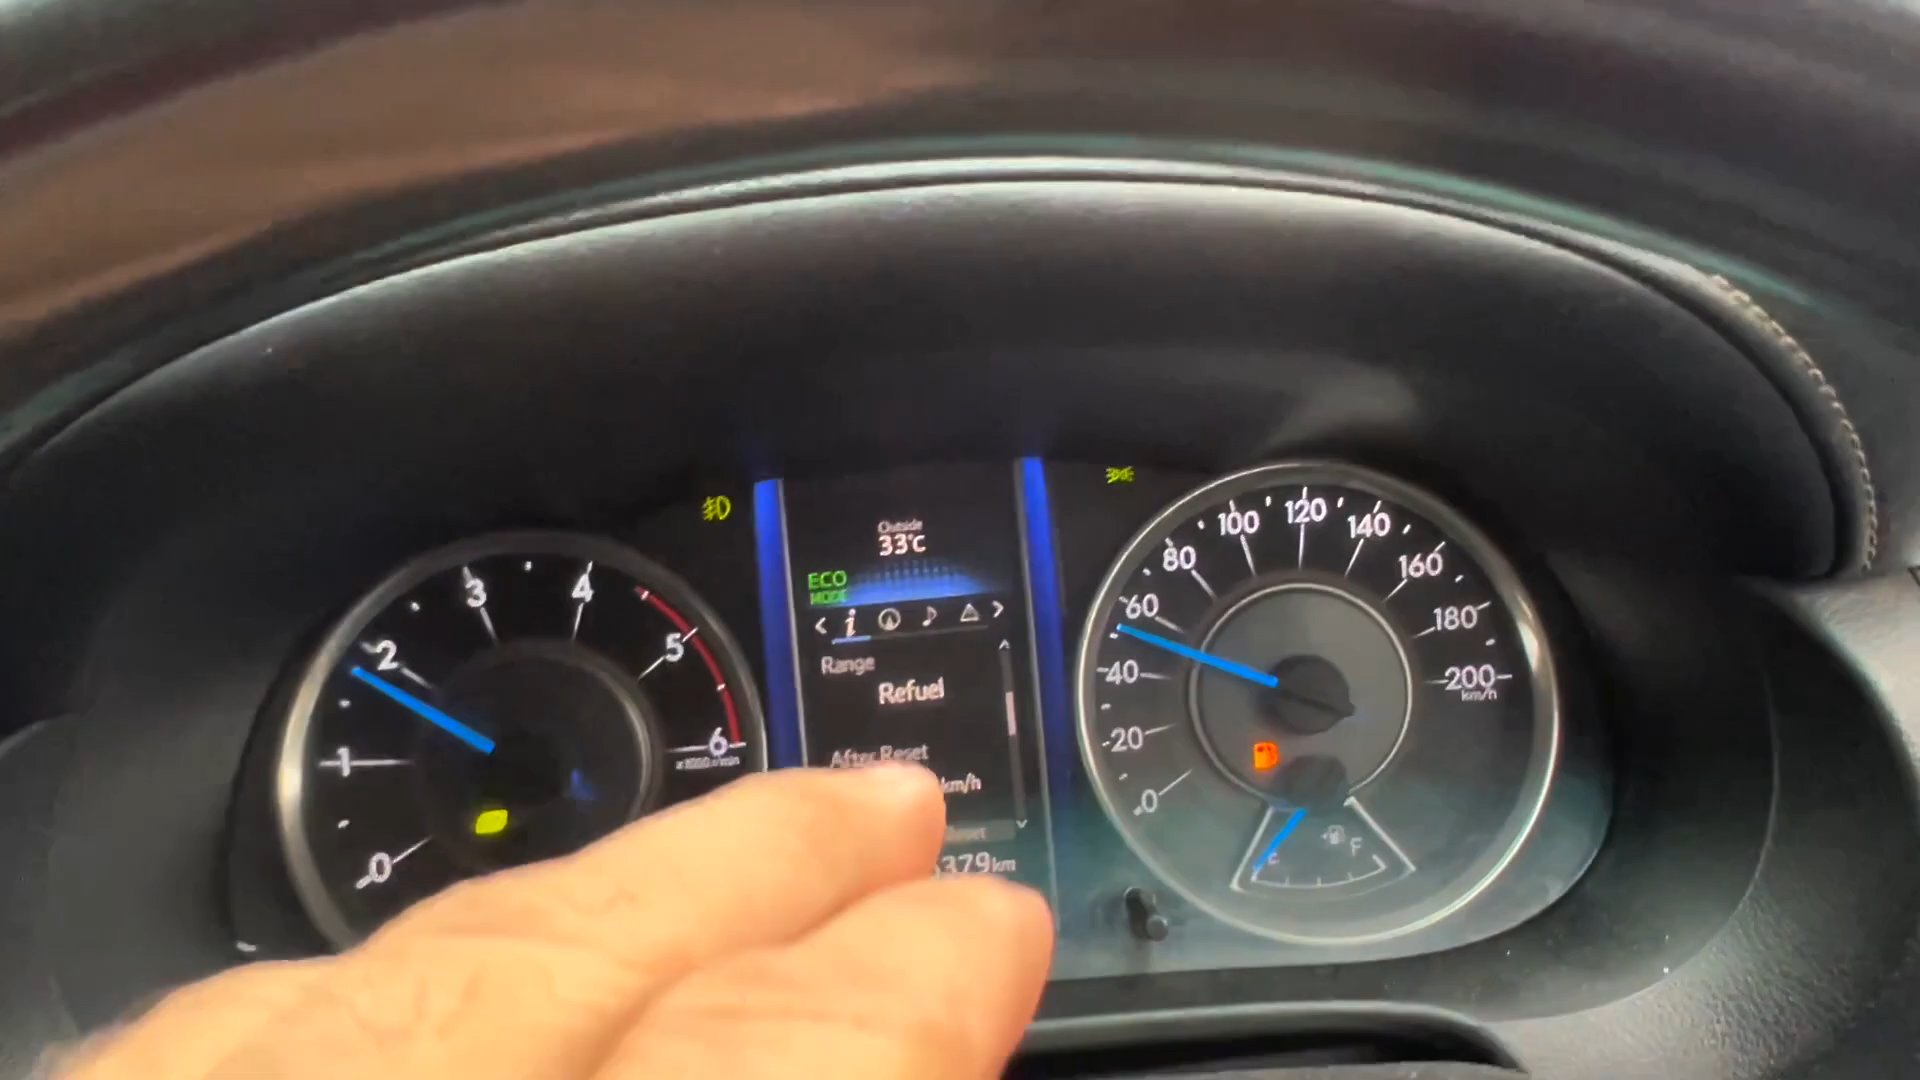 Outside
33°C
ECO
MODE
Range
Refuel
After Reset
km/h
Reset
379km
0
1
2
3
4
5
6
0
20
40
60
80
100
120
140
160
180
200
km/h
F